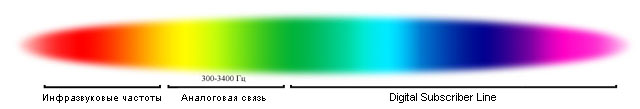 300-3400 Гц
Инфразвуковые частоты
Аналоговая связь
Digital Subscriber Line